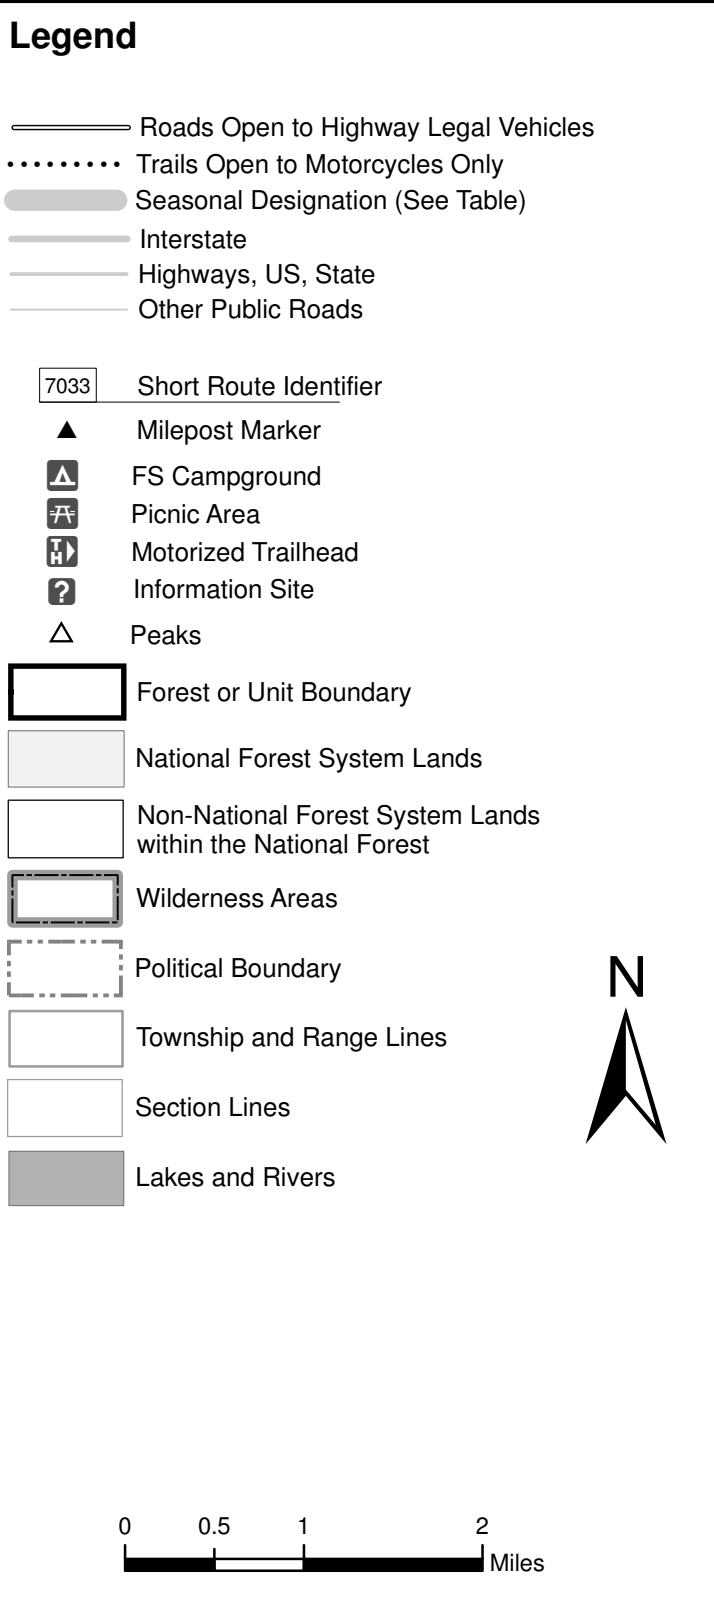 Legend
Roads Open to Highway Legal Vehicles
Trails Open to Motorcycles Only
Seasonal Designation (See Table)
Interstate
Highways, US, State
Other Public Roads
7033 Short Route Identifier
Milepost Marker
FS Campground
Picnic Area
TH Motorized Trailhead
? Information Site
Peaks
Forest or Unit Boundary
National Forest System Lands
Non-National Forest System Lands
within the National Forest
Wilderness Areas
Political Boundary
N
Township and Range Lines
Section Lines
Lakes and Rivers
0 0.5 1 2
Miles